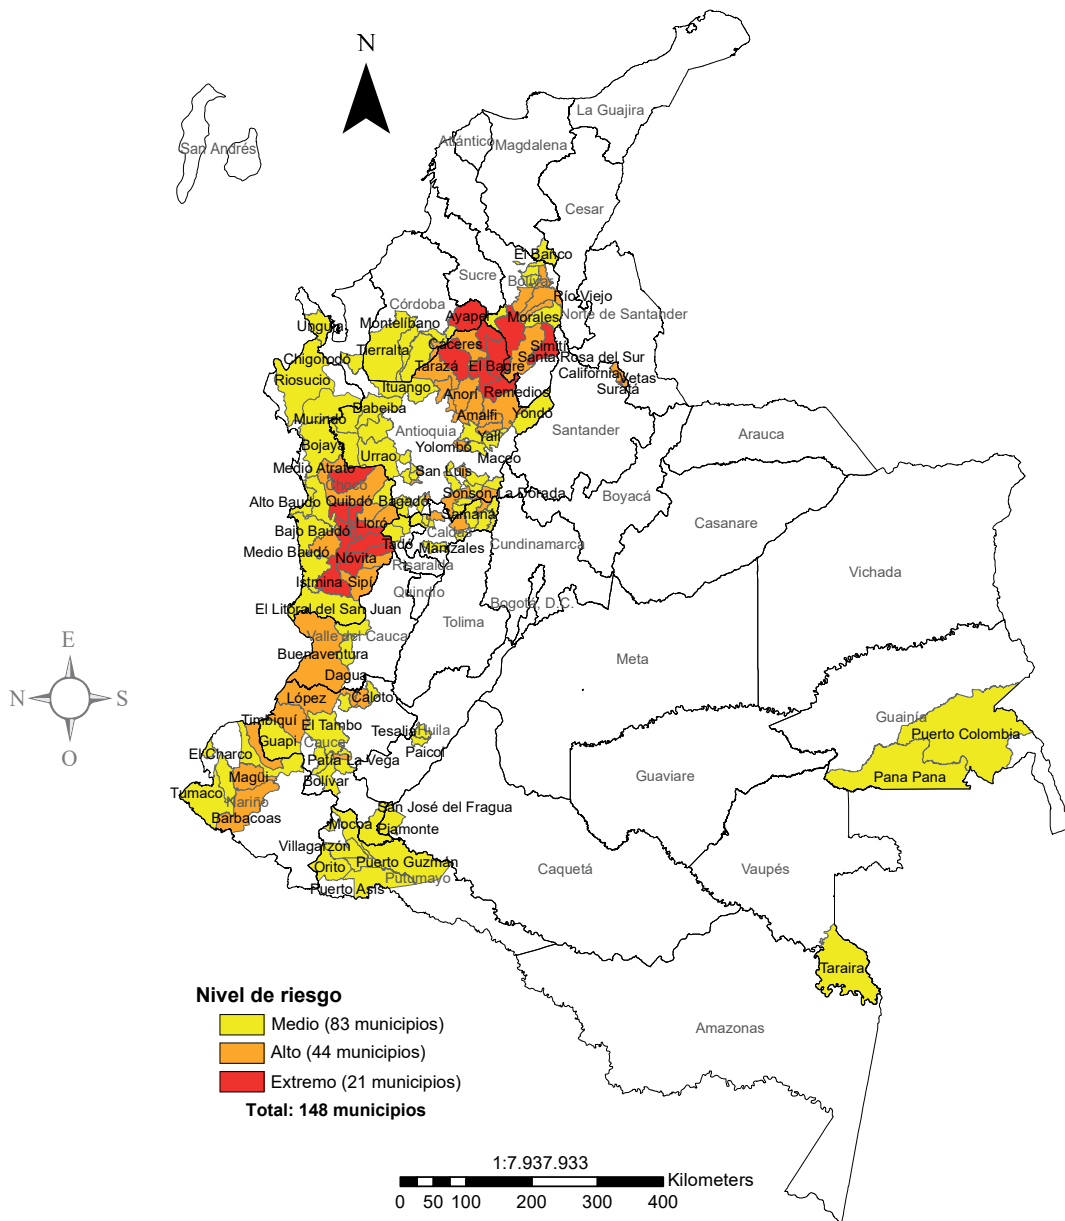 N
La Guajira
Atlántico
Magdalena
San Andrés
Cesar
El Banco
Sucre
Bolívar
Córdoba
Río Viejo
Ayapel
Morales
Norte de Santander
Unguía
Montelíbano
Cáceres
Simití
Chigorodó
Tierralta
Tarazá
El Bagre
Santa Rosa del Sur
California
Vetas
Riosucio
Ituango
Anorí
Remedios
Suratá
Dabeiba
Amalfi
Yondó
Murindó
Antioquia
Yalí
Santander
Arauca
Bojaya
Urrao
Yolombó
Maceo
Medio Atrato
San Luis
Chocó
Alto Baudo
Quibdó
Bagadó
Sonson
La Dorada
Boyacá
Casanare
Lloró
Samaná
Bajo Baudó
Caldas
Tadó
Manizales
Cundinamarca
Medio Baudó
Nóvita
Risaralda
Vichada
Istmina
Sipí
Quindío
El Litoral del San Juan
Bogotá, D.C.
Tolima
Valle del Cauca
Meta
Buenaventura
Dagua
E
N
S
O
López
Caloto
Timbiquí
El Tambo
Tesalia
Huila
Guainía
Guapi
Cauca
Puerto Colombia
El Charco
Paicol
Patía
La Vega
Magüi
Bolívar
Guaviare
Pana Pana
Tumaco
Nariño
Barbacoas
San José del Fragua
Mocoa
Piamonte
Villagarzón
Puerto Guzmán
Orito
Putumayo
Caquetá
Vaupés
Puerto Asís
Taraira
Amazonas
Nivel de riesgo
Medio (83 municipios)
Alto (44 municipios)
Extremo (21 municipios)
Total: 148 municipios
1:7.937.933
Kilometers
0 50 100 200 300 400